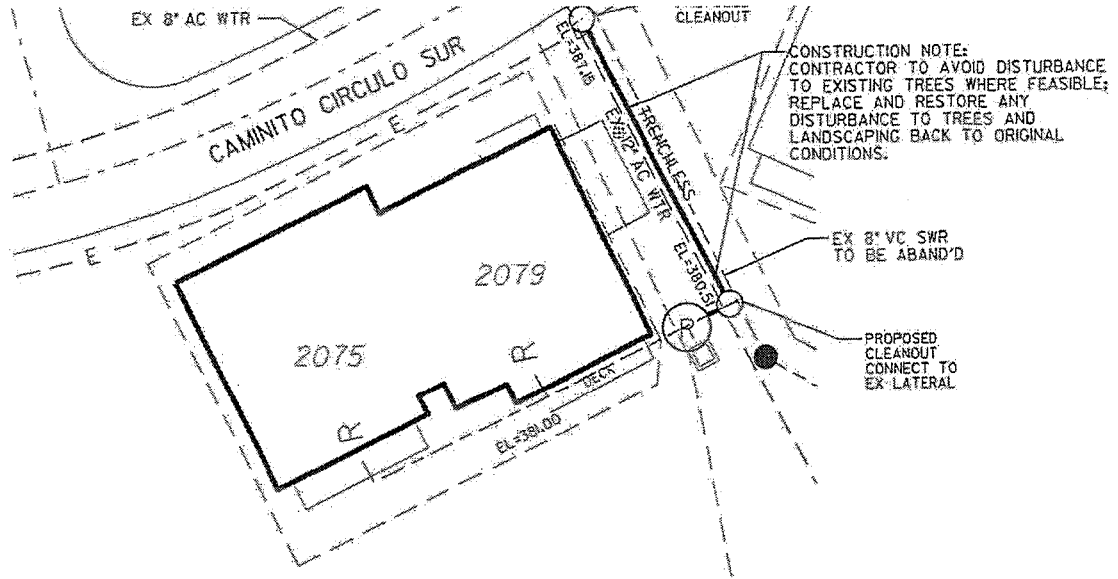 EX 8" AC WTR
CLEANOUT
CAMINITO CIRCULO SUR
EL=387.15
CONSTRUCTION NOTE:
CONTRACTOR TO AVOID DISTURBANCE
TO EXISTING TREES WHERE FEASIBLE;
REPLACE AND RESTORE ANY
DISTURBANCE TO TREES AND
LANDSCAPING BACK TO ORIGINAL
CONDITIONS.
TRENCHLESS
AC WTR
E
E
EL=380.51
EX 8" VC SWR
TO BE ABAND'D
2079
2075
PROPOSED
CLEANOUT
CONNECT TO
EX LATERAL
R
R
DECK
EL=381.00